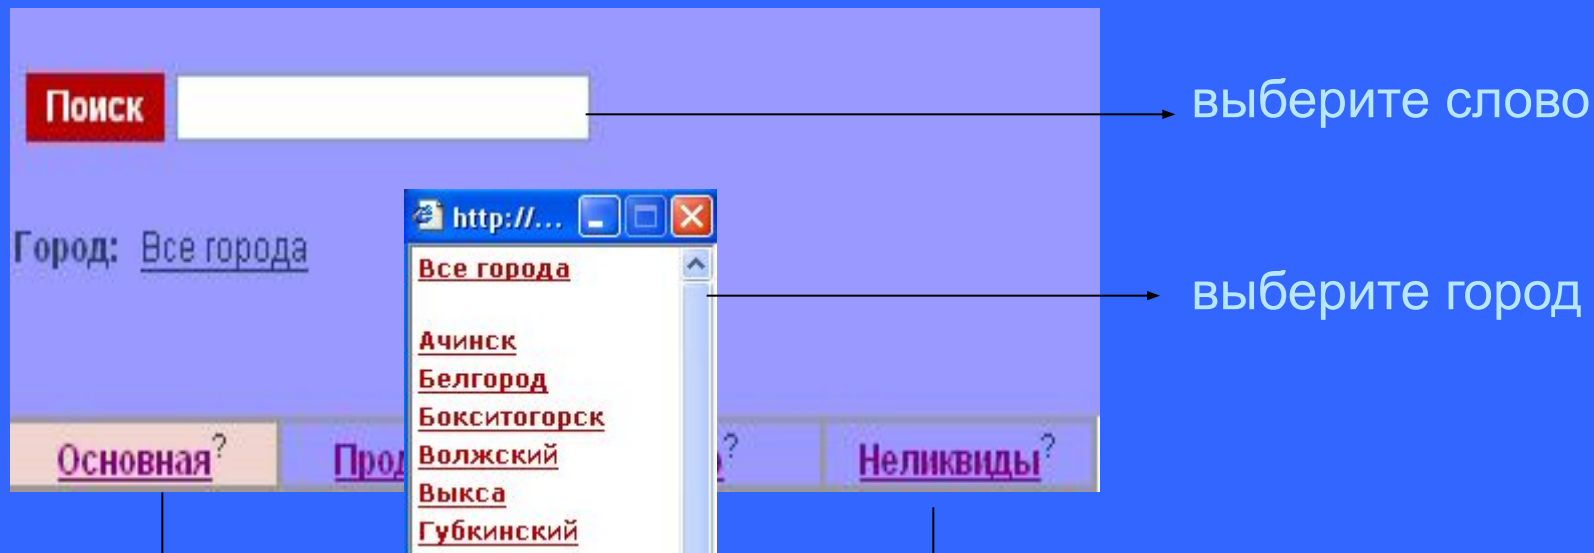 Поиск
выберите слово
http://...
Город: Все города
Все города
выберите город
Ачинск
Белгород
Бокситогорск
Волжский
Выкса
Губкинский
Основная?
?
Неликвиды?